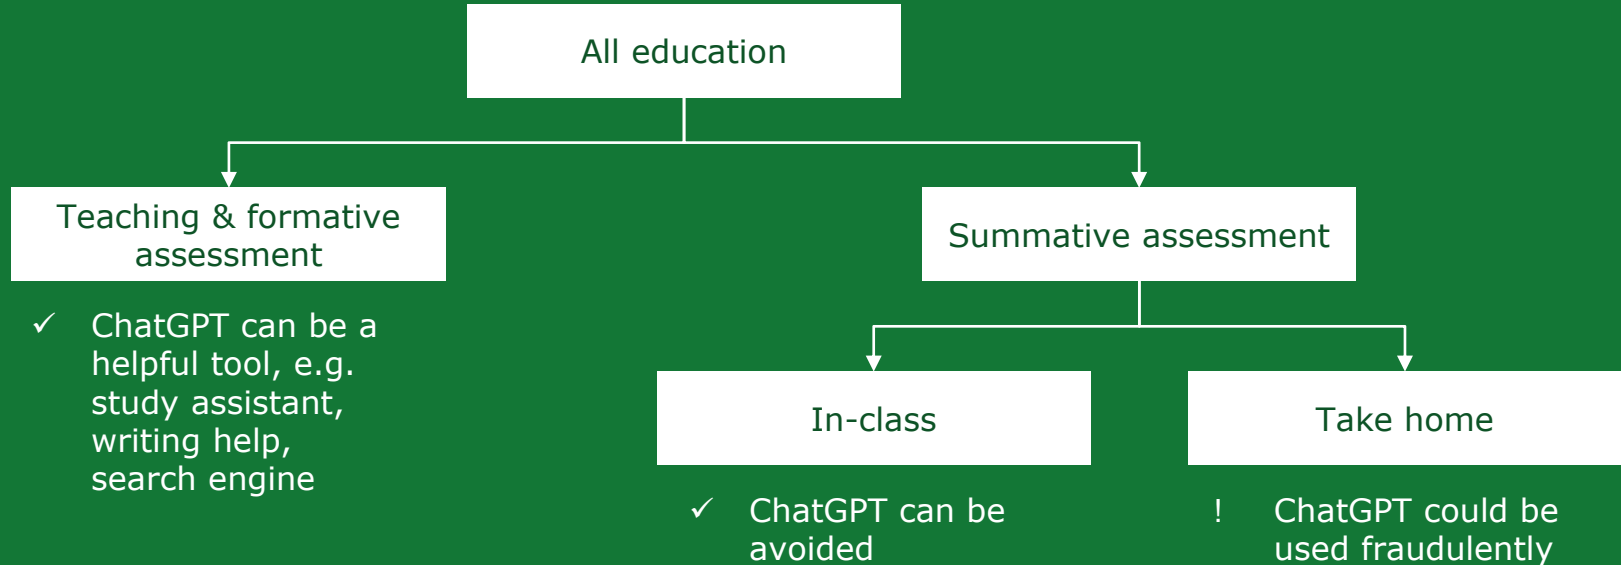 All education
Teaching & formative
assessment
Summative assessment
✓ ChatGPT can be a
helpful tool, e.g.
study assistant,
writing help,
search engine
In-class
Take home
✓ ChatGPT can be
avoided
! ChatGPT could be
used fraudulently